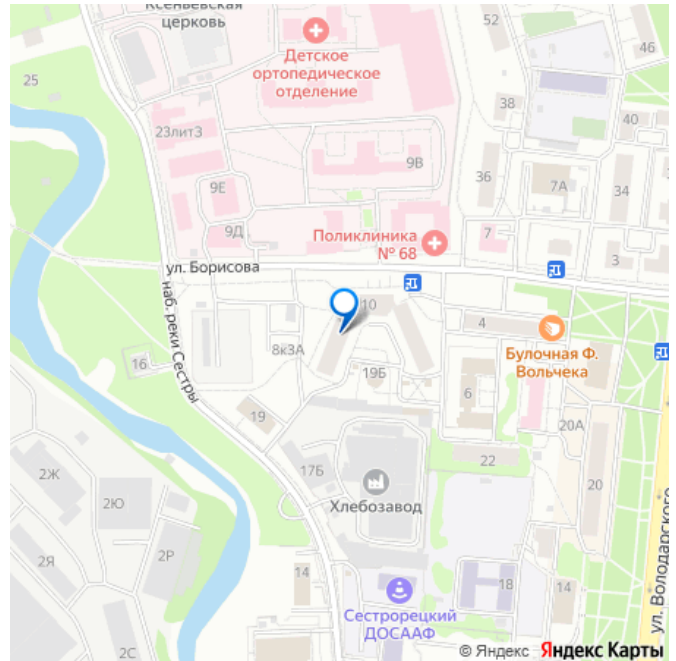 Ксеньевская
церковь
52
46
25
Детское
ортопедическое
отделение
38
40
23лит3
9В
36
7А
34
9Е
9Д
Поликлиника
№ 68
7
3
ул. Борисова
наб. реки Сестры
10
4
Булочная Ф.
Вольчека
8к3А
16
19Б
6
19
20А
17Б
22
20
2Ж
2Ю
Хлебозавод
2Я
2Р
14
18
14
Сестрорецкий
ДОСААФ
ул. Володарского
2С
© Яндекс Яндекс Карты